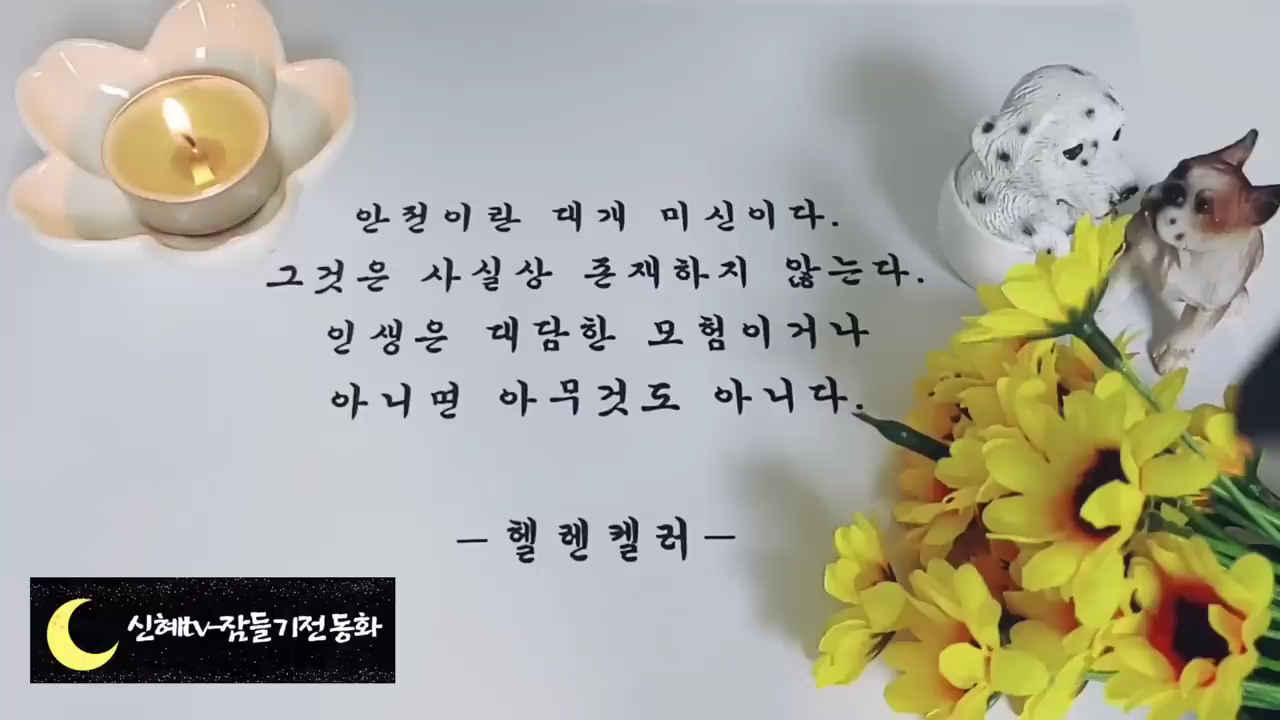 안전이란 대개 미신이다.
그것은 사실상 존재하지 않는다.
인생은 대담한 모험이거나
아니면 아무것도 아니다.
- 헬렌켈러 -
신혜tv-잠들기전 동화